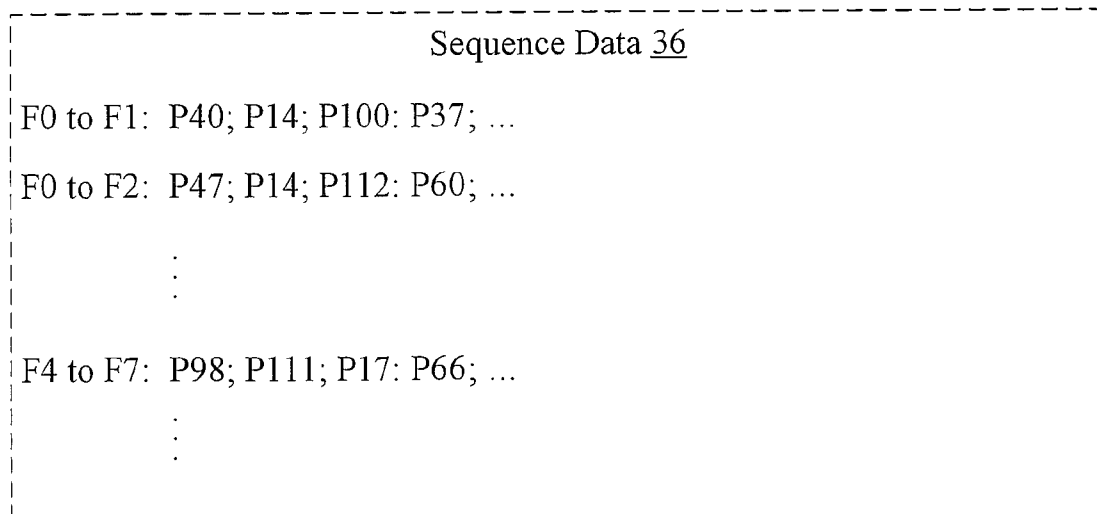 Sequence Data 36
F0 to F1: P40; P14; P100: P37; ...
F0 to F2: P47; P14; P112: P60; ...
.
.
.
F4 to F7: P98; P111; P17: P66; ...
.
.
.